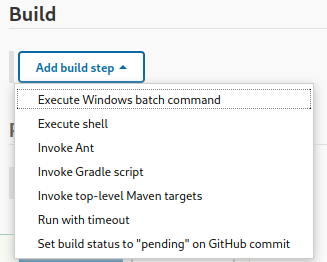 Build
Add build step
Execute Windows batch command
Execute shell
Invoke Ant
Invoke Gradle script
Invoke top-level Maven targets
Run with timeout
Set build status to "pending" on GitHub commit